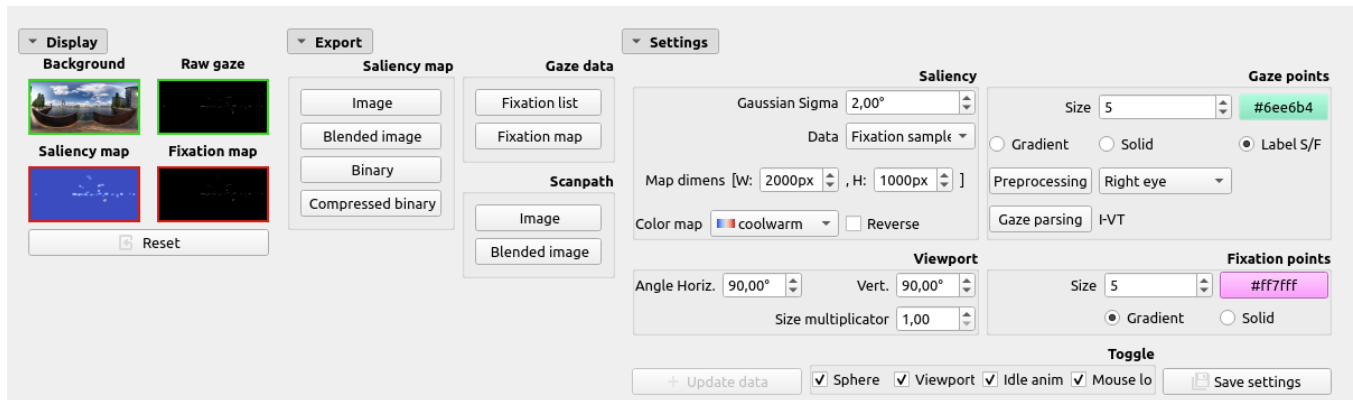 Display
Background
Raw gaze
Saliency map
Fixation map
Reset
Export
Saliency map
Image
Blended image
Binary
Compressed binary
Gaze data
Fixation list
Fixation map
Scanpath
Image
Blended image
Settings
Saliency
Gaussian Sigma 2,00°
Data Fixation sample
Map dimens [W: 2000px , H: 1000px ]
Color map coolwarm Reverse
Gaze points
Size 5 #6ee6b4
Gradient Solid Label S/F
Preprocessing Right eye
Gaze parsing I-VT
Viewport
Angle Horiz. 90,00° Vert. 90,00°
Size multiplicator 1,00
Fixation points
Size 5 #ff7fff
Gradient Solid
Toggle
+ Update data
Sphere Viewport Idle anim Mouse lo
Save settings